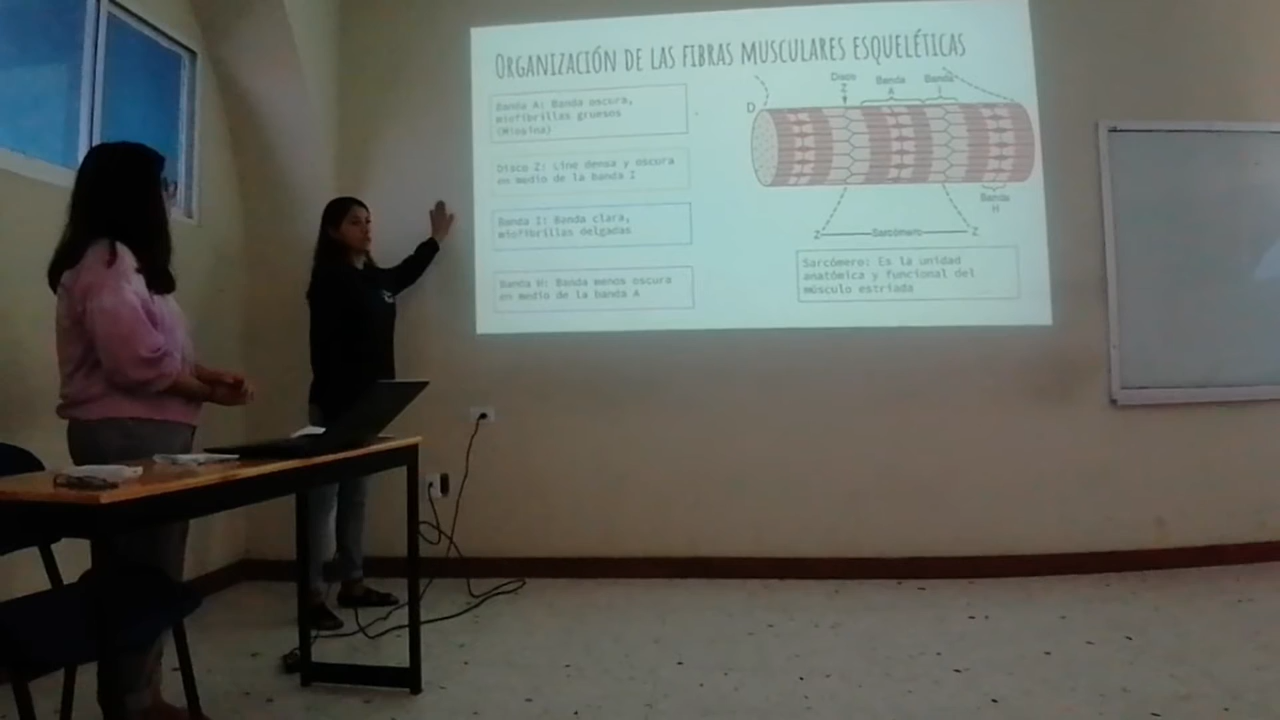 ORGANIZACIÓN DE LAS FIBRAS MUSCULARES ESQUELÉTICAS
Banda A: Banda oscura,
miofibrillas gruesos
(Miosina)
Disco Z: Line densa y oscura
en medio de la banda I
Banda I: Banda clara,
miofibrillas delgadas
Banda H: Banda menos oscura
en medio de la banda A
D
Disco
Z
Banda
A
Banda
I
Banda
H
Z
Sarcómero
Z
Sarcómero: Es la unidad
anatómica y funcional del
músculo estriada